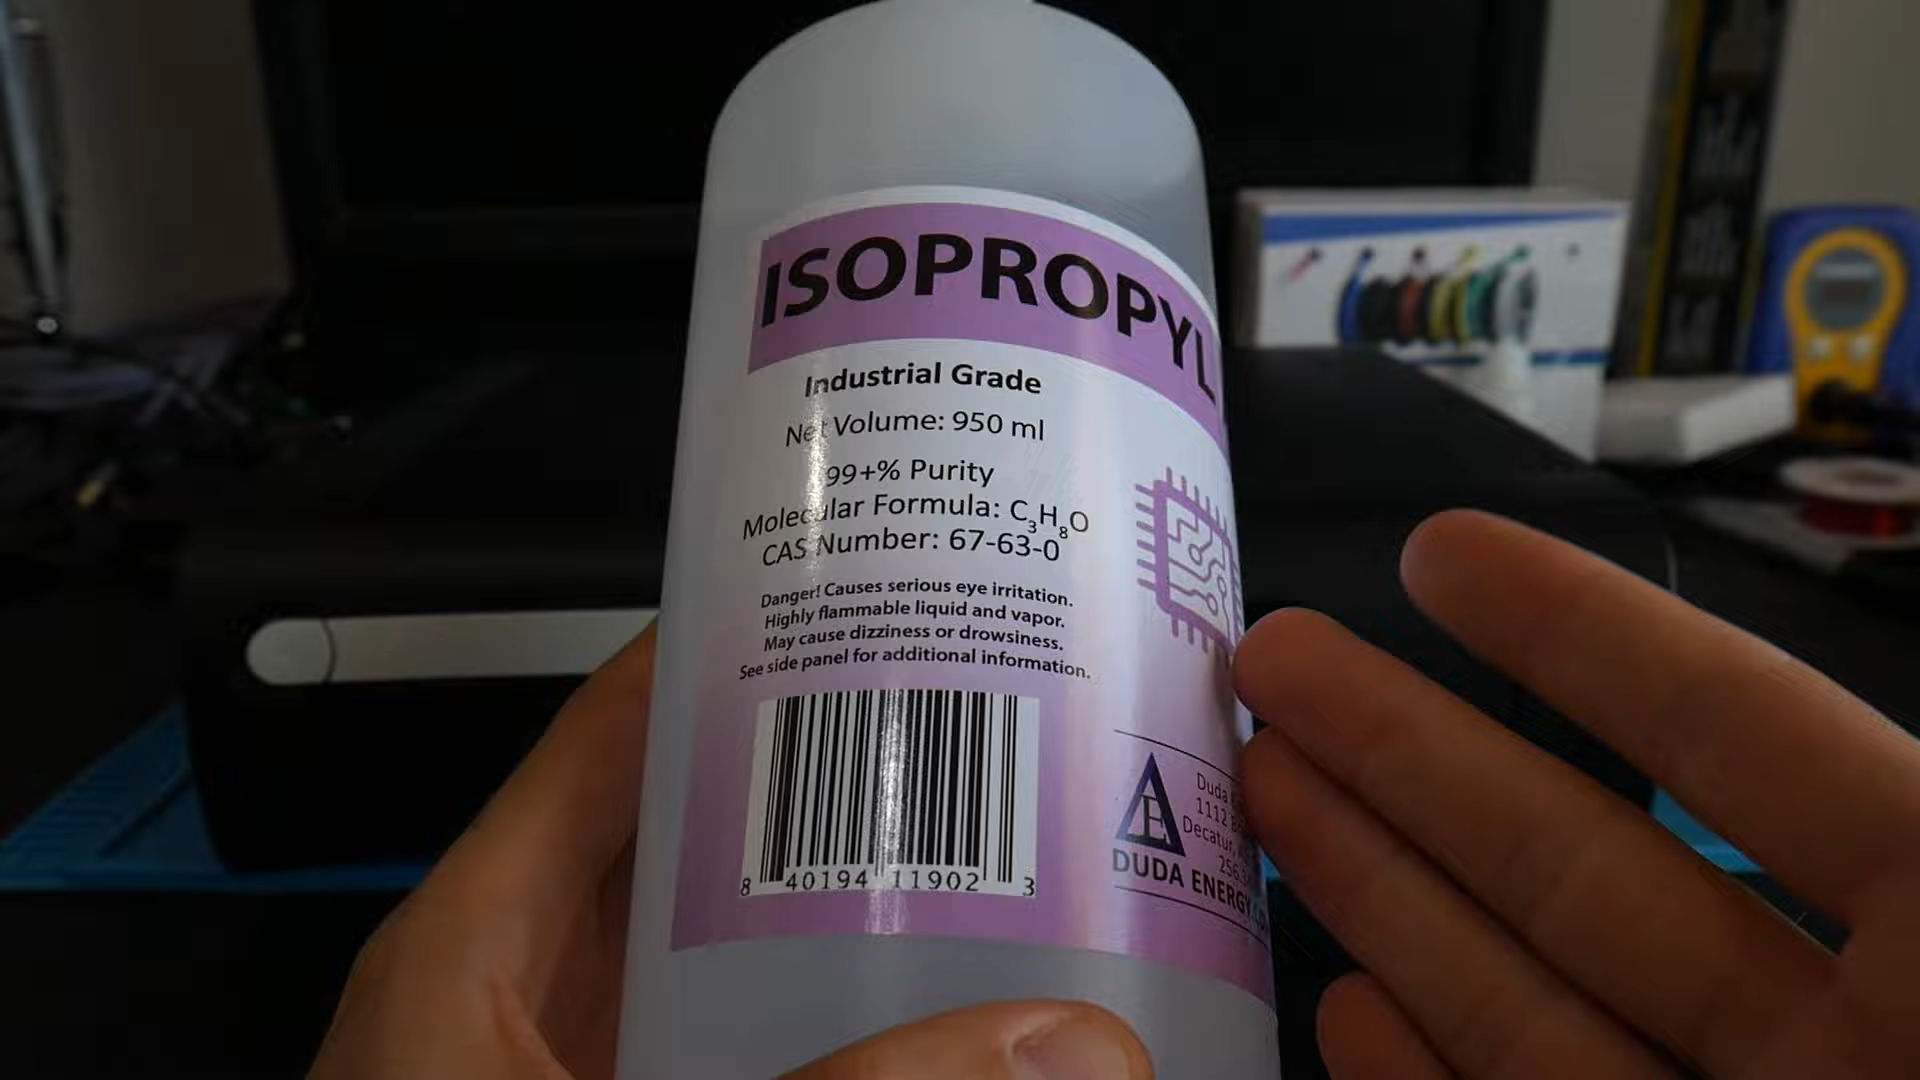 ISOPROPYL
Industrial Grade
Net Volume: 950 ml
99+% Purity
Molecular Formula: C₃H₈O
CAS Number: 67-63-0
Danger! Causes serious eye irritation.
Highly flammable liquid and vapor.
May cause dizziness or drowsiness.
See side panel for additional information.
8 40194 11902 3
Duda
1112
Decatur,
256.3
DUDA ENERGY